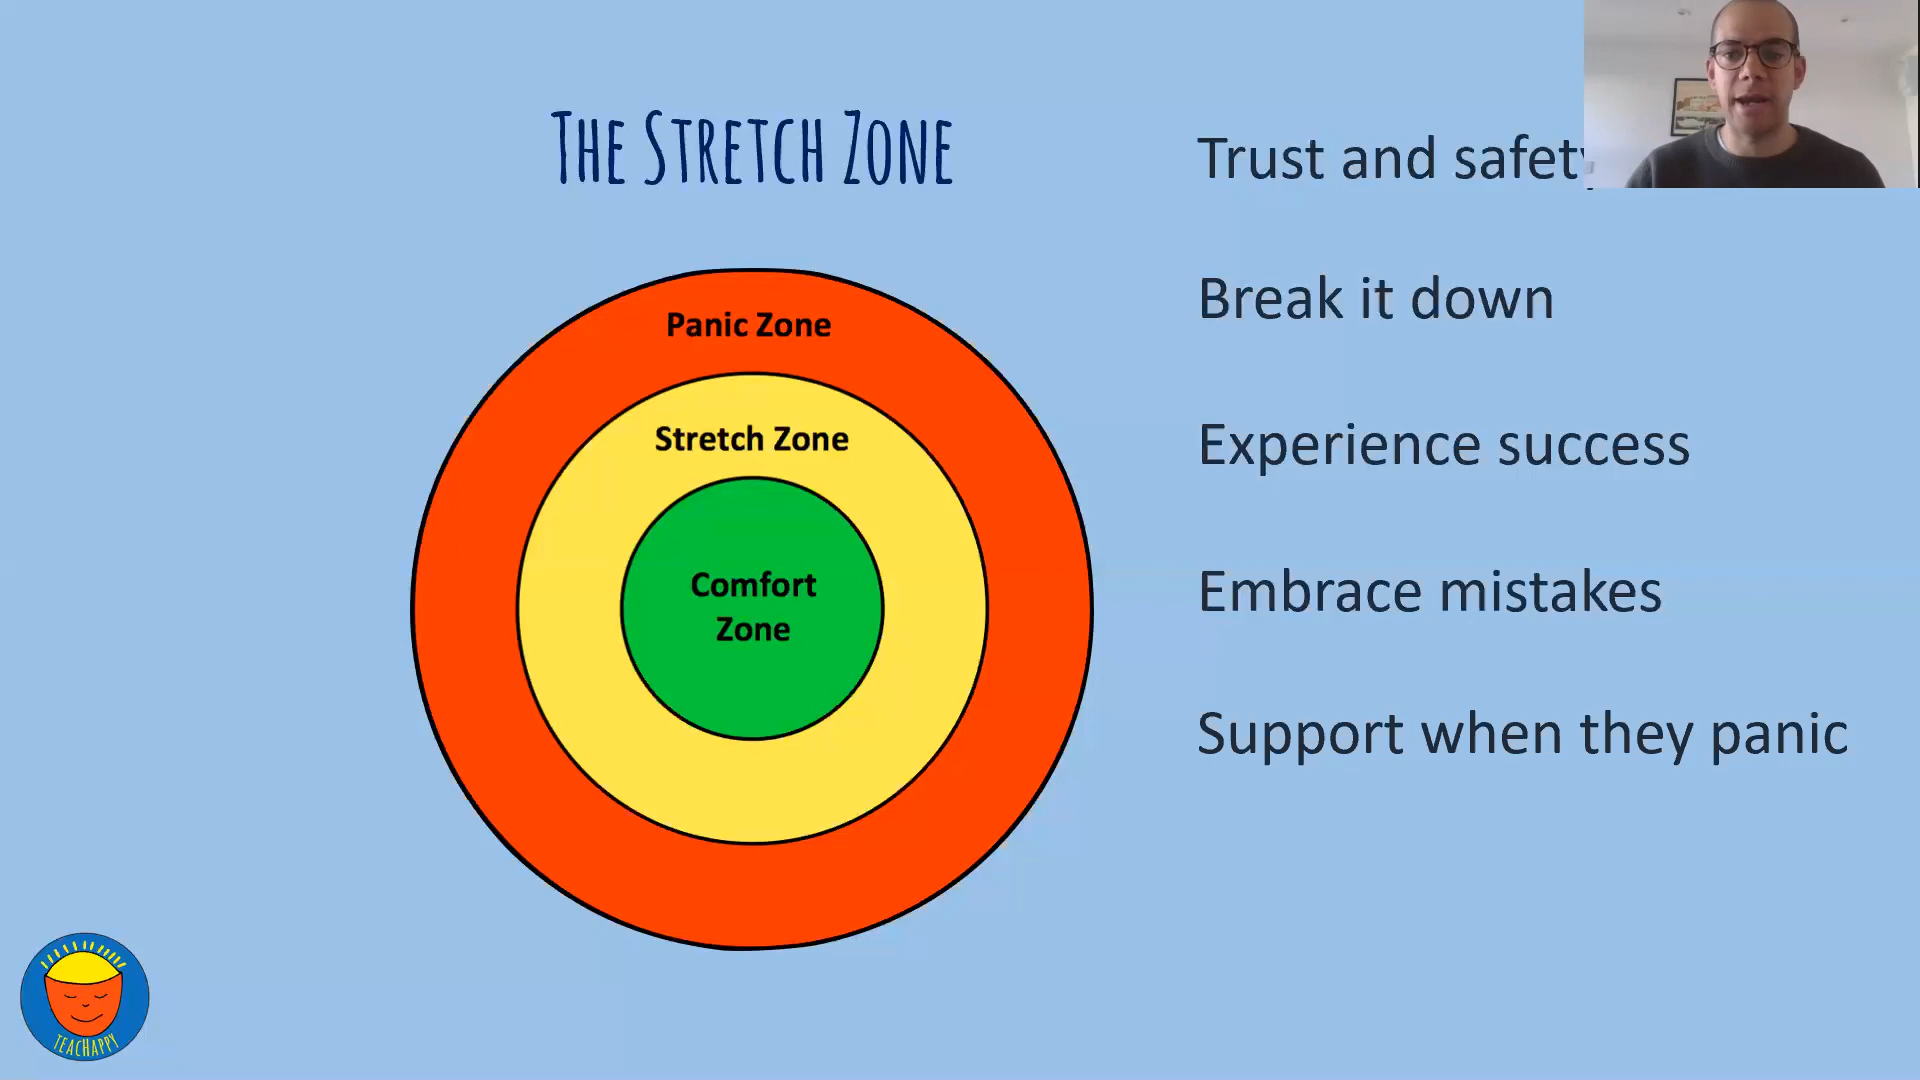 THE STRETCH ZONE
Panic Zone
Stretch Zone
Comfort
Zone
Trust and safety
Break it down
Experience success
Embrace mistakes
Support when they panic
TEACHAPPY